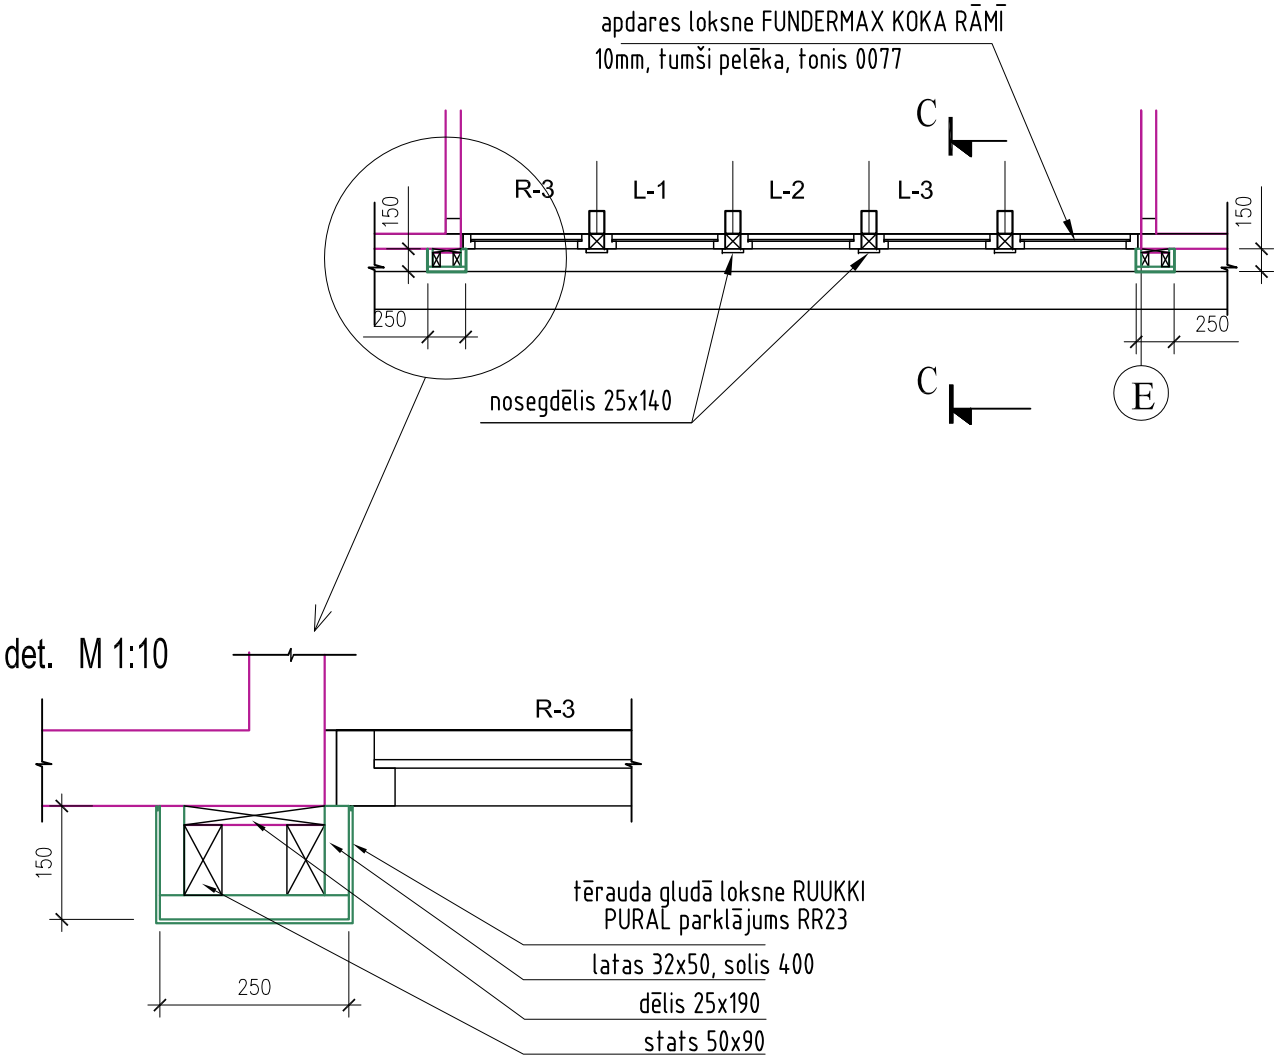 apdares loksne FUNDERMAX KOKA RĀMĪ
10mm, tumši pelēka, tonis 0077
C
R-3
L-1
L-2
L-3
150
150
250
250
nosegdēlis 25x140
C
E
det. M 1:10
R-3
150
tērauda gludā loksne RUUKKI
PURAL parklājums RR23
latas 32x50, solis 400
250
dēlis 25x190
stats 50x90